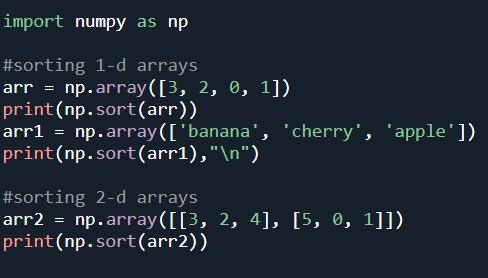 import numpy as np
#sorting 1-d arrays
arr = np.array([3, 2, 0, 1])
print(np.sort(arr))
arr1 = np.array(['banana', 'cherry', 'apple'])
print(np.sort(arr1),"\n")
#sorting 2-d arrays
arr2 = np.array([[3, 2, 4], [5, 0, 1]])
print(np.sort(arr2))